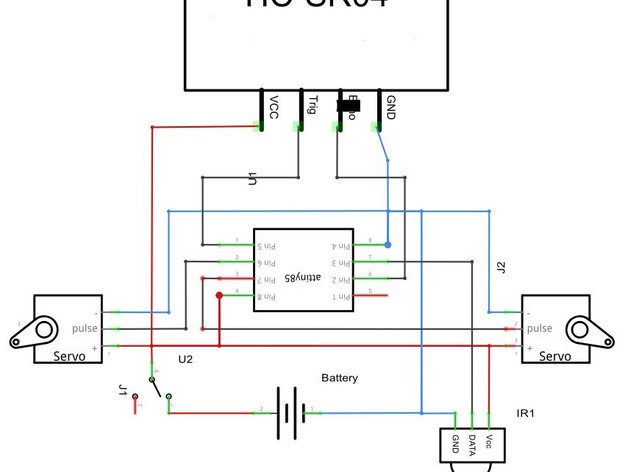 HC-SR04
VCC
Trig
GND
U1
1 Pin 5
Pin 4 8
2 Pin 6
Pin 3 7
3 Pin 7
Pin 2 6
4 Pin 8
Pin 1 5
attiny85
J2
-
pulse
+
Servo
-
pulse
+
Servo
U2
J1
Battery
2
1
IR1
GND
DATA
Vcc